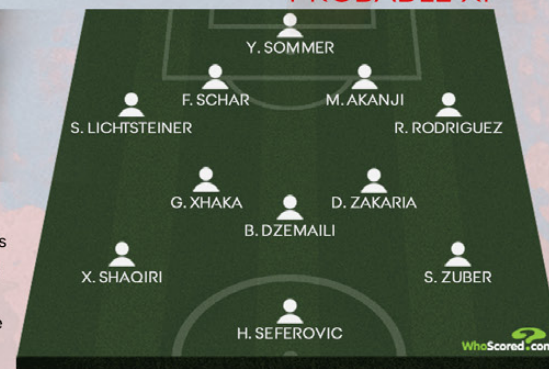 PROBABLE XI
Y. SOMMER
F. SCHAR
M. AKANJI
S. LICHTSTEINER
R. RODRIGUEZ
G. XHAKA
D. ZAKARIA
B. DZEMAILI
X. SHAQIRI
S. ZUBER
H. SEFEROVIC
WhoScored.com